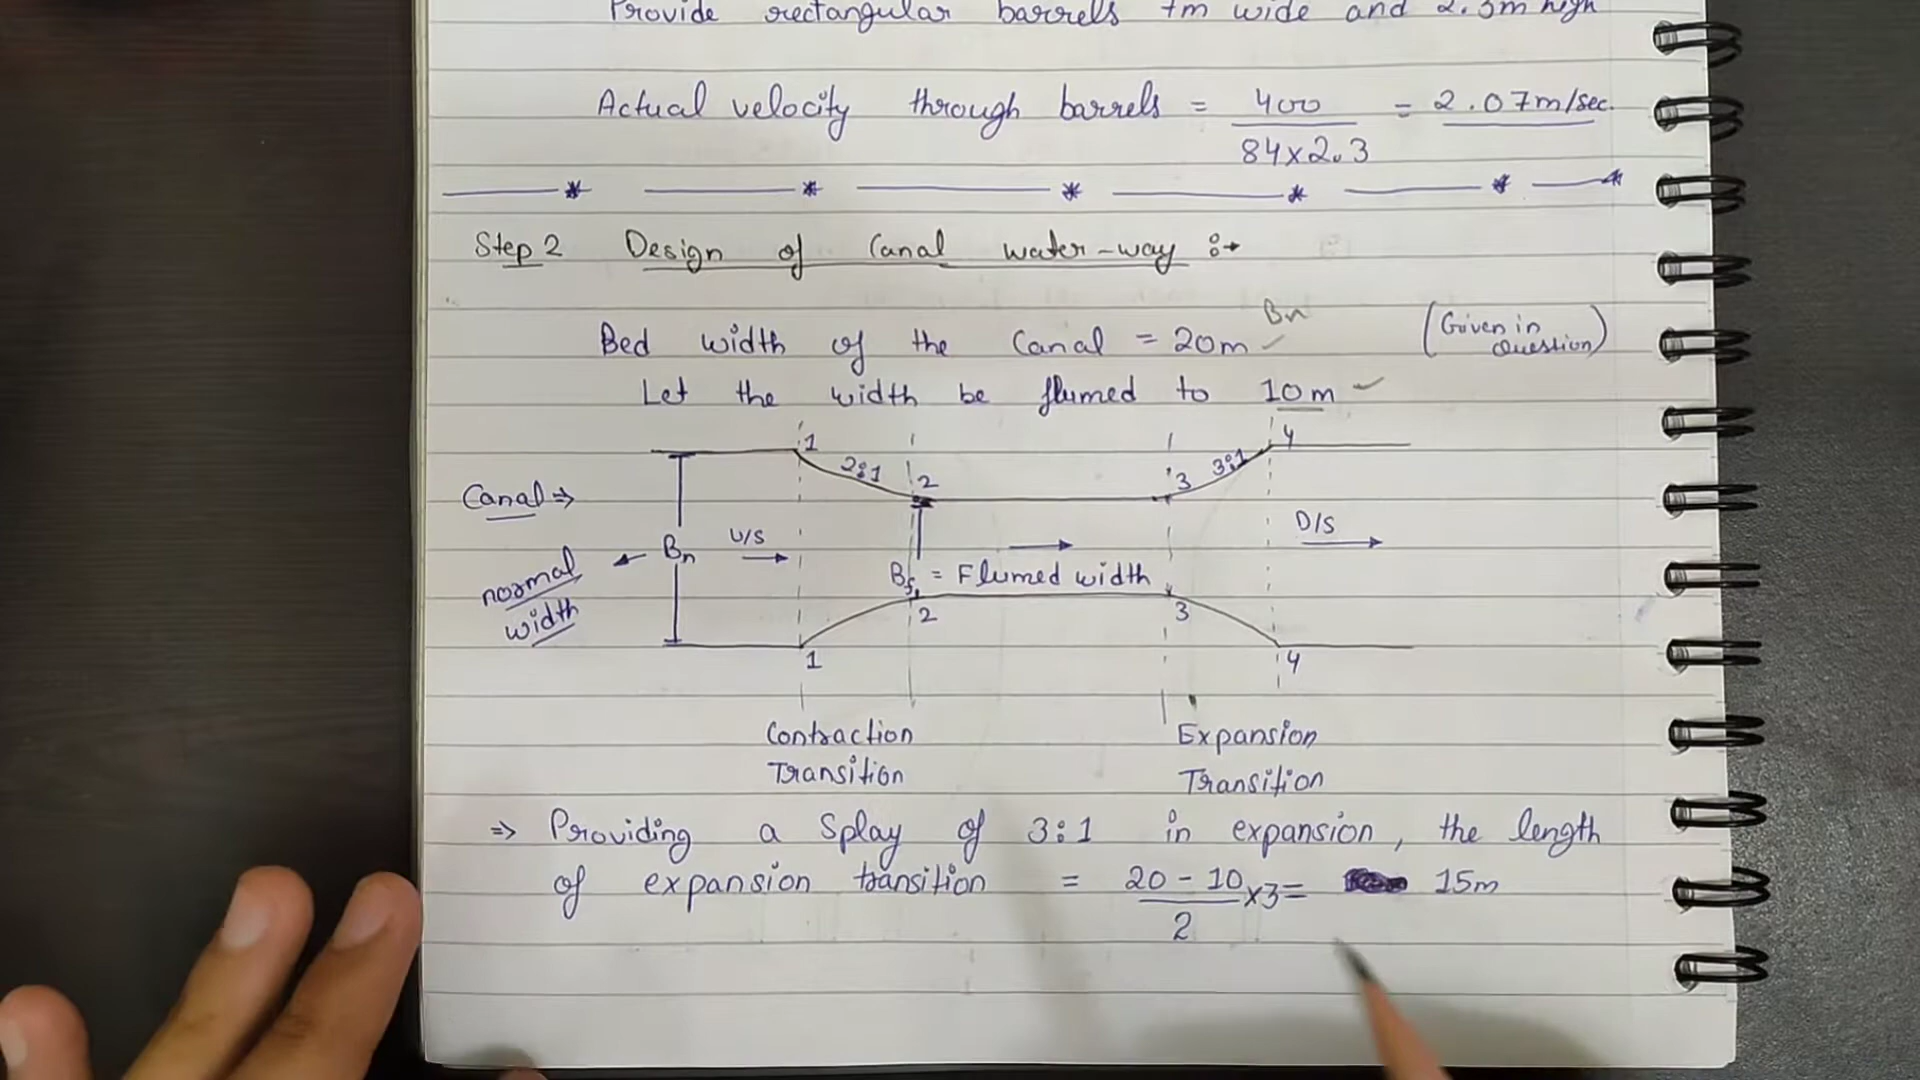 Provide rectangular barrels 7m wide and 2.3m high
Actual velocity through barrels = 400 / 84×2.3 = 2.07m/sec.
Step 2 Design of Canal water-way :→
Bn
Bed width of the Canal = 20m (Given in Question)
Let the width be flumed to 10m
1 2:1 2 3 3:1 4
Canal ⇒
U/S
D/S
Bn
normal width
Bf = Flumed width
2 3
1 4
Contraction Transition
Expansion Transition
⇒ Providing a Splay of 3:1 in expansion, the length
of expansion transition = 20 - 10 / 2 ×3 = 15m